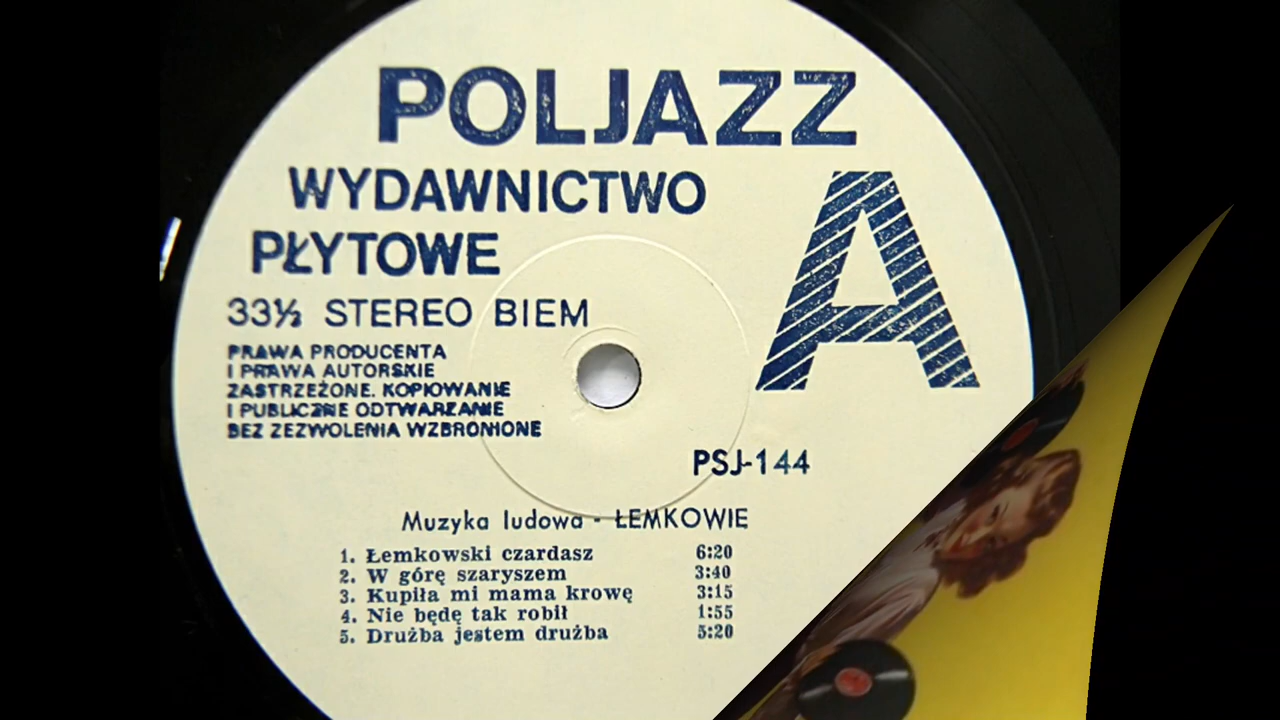 POLJAZZ
WYDAWNICTWO
PŁYTOWE
A
33⅓ STEREO BIEM
PRAWA PRODUCENTA
I PRAWA AUTORSKIE
ZASTRZEŻONE. KOPIOWANIE
I PUBLICZNE ODTWARZANIE
BEZ ZEZWOLENIA WZBRONIONE
PSJ-144
Muzyka ludowa - ŁEMKOWIE
1. Łemkowski czardasz 6:20
2. W górę szaryszem 3:40
3. Kupiła mi mama krowę 3:15
4. Nie będę tak robił 1:55
5. Drużba jestem drużba 5:20